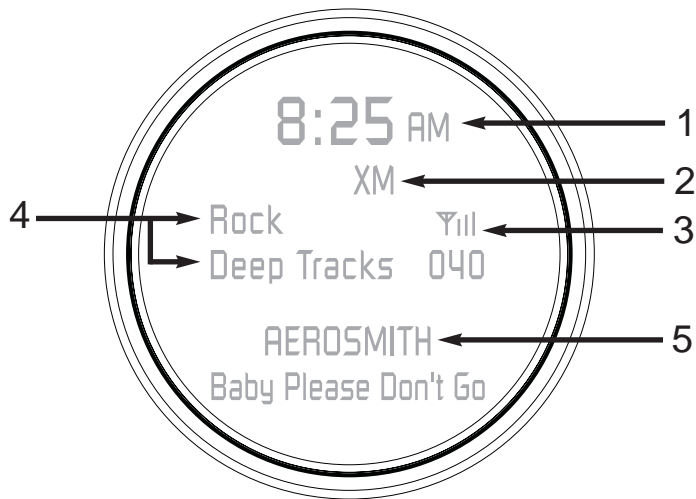 8:25 AM 1
XM 2
4 Rock 3
Deep Tracks 040
AEROSMITH 5
Baby Please Don't Go